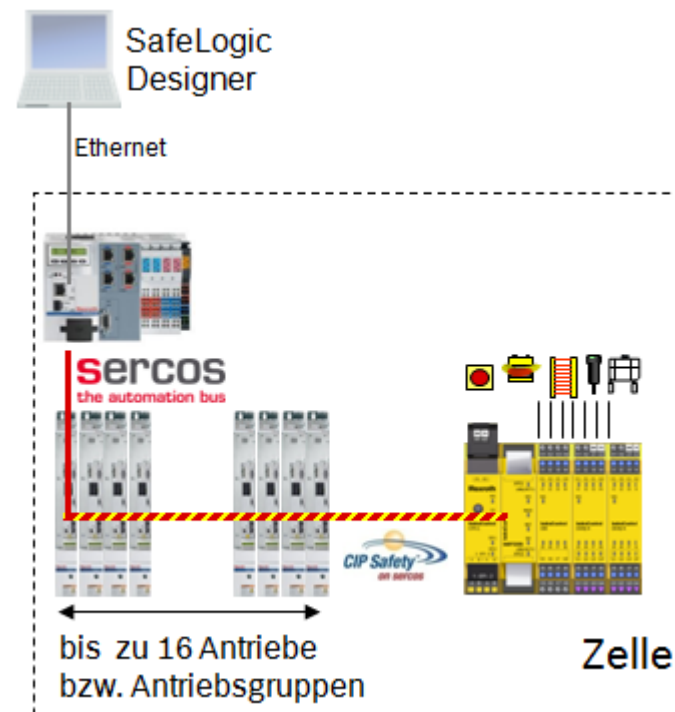 SafeLogic
Designer
Ethernet
sercos
the automation bus
CIP Safety
on sercos
bis zu 16 Antriebe
bzw. Antriebsgruppen
Zelle